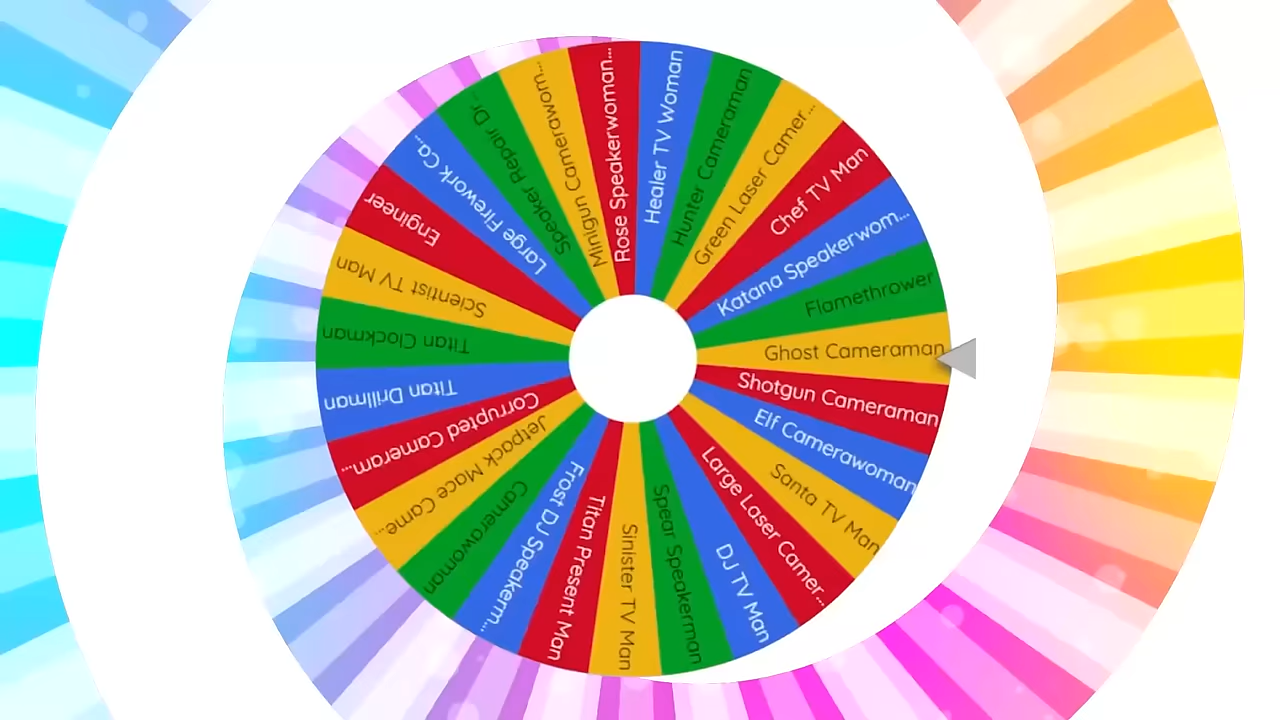 Healer TV Woman
Hunter Cameraman
Green Laser Camer...
Chef TV Man
Katana Speakerwom...
Flamethrower
Ghost Cameraman
Shotgun Cameraman
Elf Camerawoman
Santa TV Man
Large Laser Camer...
DJ TV Man
Spear Speakerman
Sinister TV Man
Titan Present Man
Frost DJ Speakerm...
Camerawoman
Jetpack Mace Came...
Corrupted Cameram...
Titan Drillman
Titan Clockman
Scientist TV Man
Engineer
Large Firework Ca...
Speaker Repair Dr...
Minigun Cameraworm...
Rose Speakerwoman...